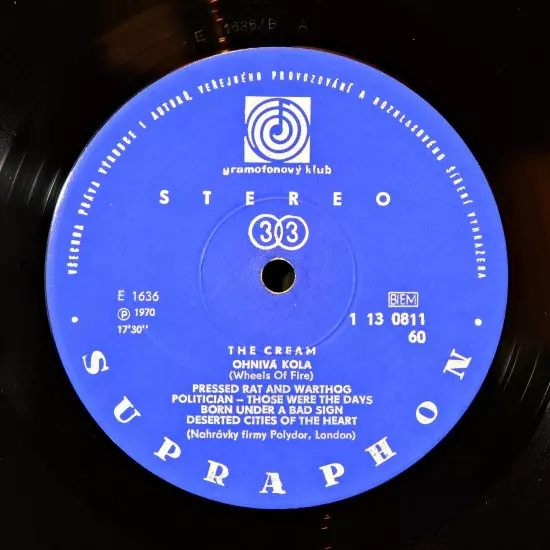 E 1636/B A
VŠECHNA PRÁVA VÝROBCE I AUTORŮ, VEŘEJNÉHO PROVOZOVÁNÍ A ROZHLASOVÉHO ŠÍŘENÍ VYHRAZENA
gramofonový klub
STEREO
33
E 1636
Ⓟ 1970
17'30''
BIEM
1 13 0811
60
THE CREAM
OHNIVÁ KOLA
(Wheels Of Fire)
PRESSED RAT AND WARTHOG
POLITICIAN – THOSE WERE THE DAYS
BORN UNDER A BAD SIGN
DESERTED CITIES OF THE HEART
(Nahrávky firmy Polydor, London)
• SUPRAPHON •